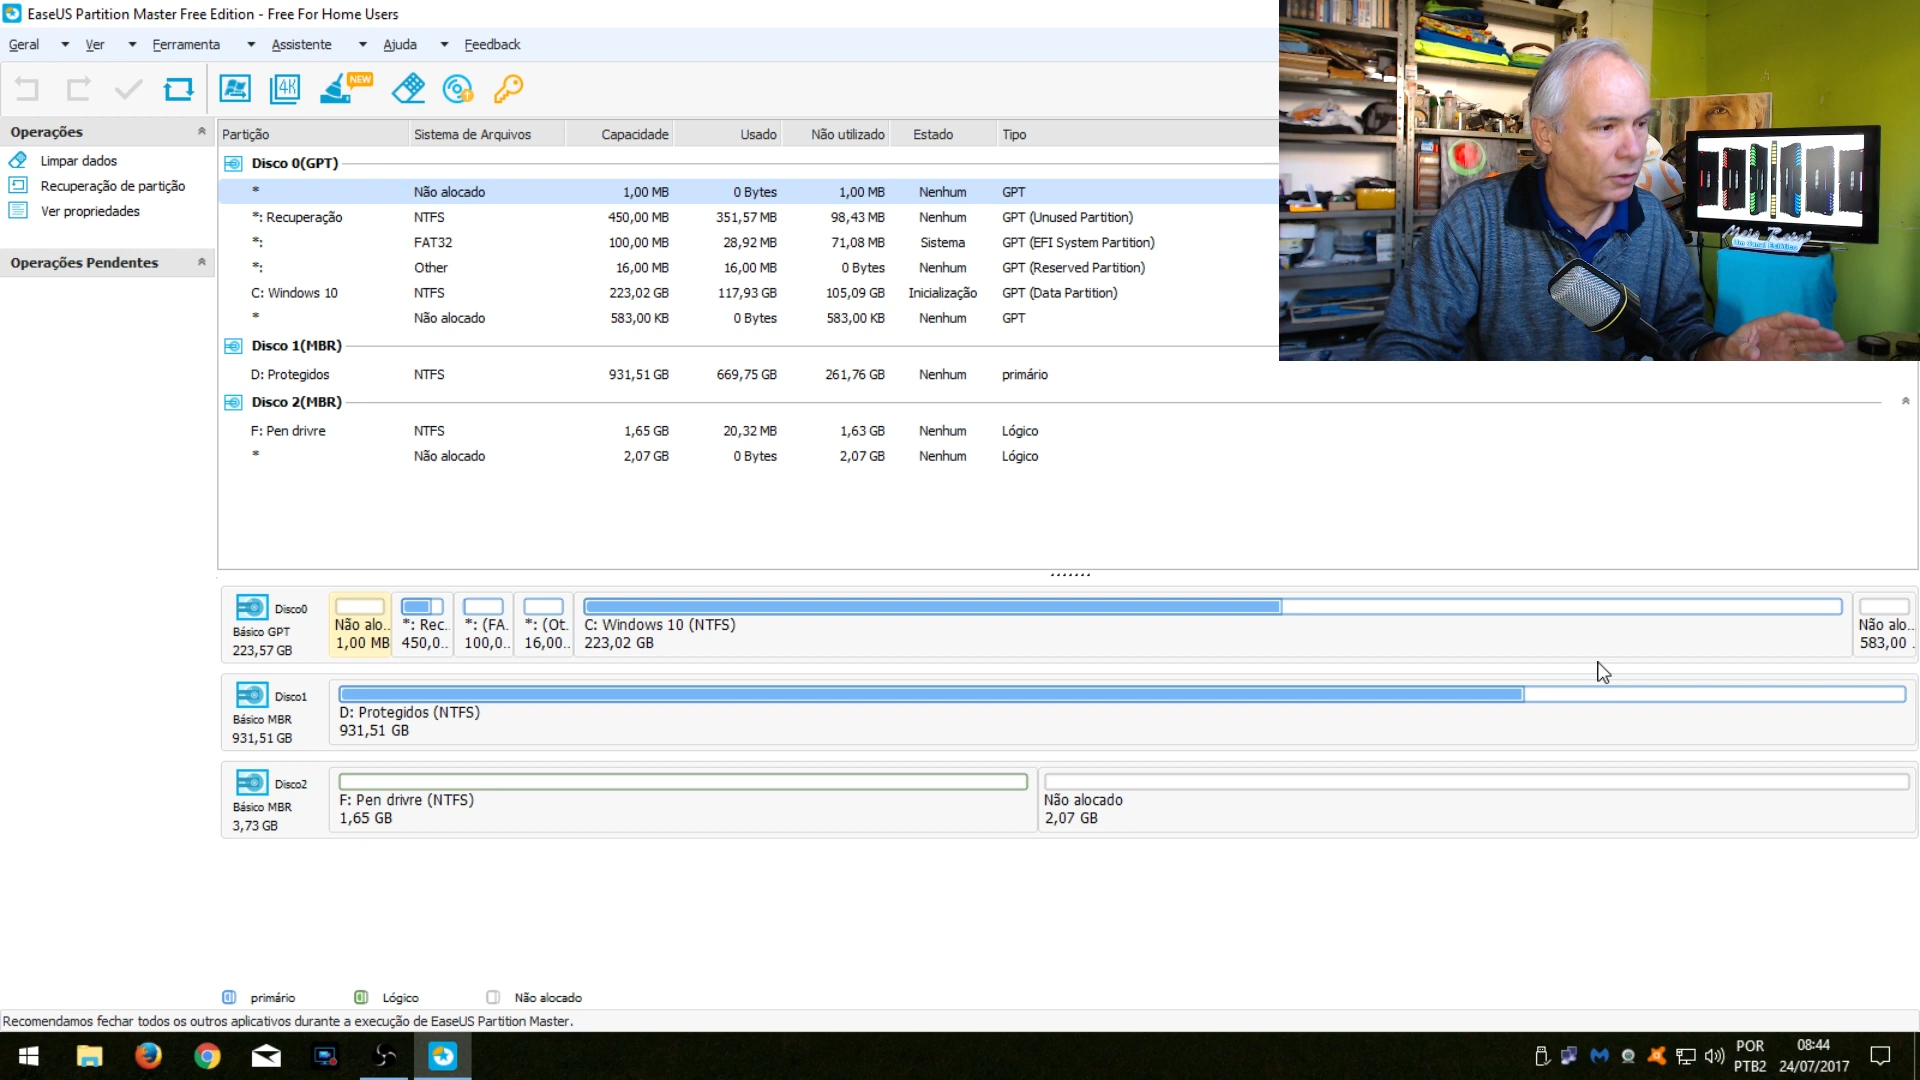 EaseUS Partition Master Free Edition - Free For Home Users
Geral Ver Ferramenta Assistente Ajuda Feedback
4K NEW
Operações
Limpar dados
Recuperação de partição
Ver propriedades
Operações Pendentes
Partição Sistema de Arquivos Capacidade Usado Não utilizado Estado Tipo
Disco 0(GPT)
* Não alocado 1,00 MB 0 Bytes 1,00 MB Nenhum GPT
*: Recuperação NTFS 450,00 MB 351,57 MB 98,43 MB Nenhum GPT (Unused Partition)
*: FAT32 100,00 MB 28,92 MB 71,08 MB Sistema GPT (EFI System Partition)
*: Other 16,00 MB 16,00 MB 0 Bytes Nenhum GPT (Reserved Partition)
C: Windows 10 NTFS 223,02 GB 117,93 GB 105,09 GB Inicialização GPT (Data Partition)
* Não alocado 583,00 KB 0 Bytes 583,00 KB Nenhum GPT
Disco 1(MBR)
D: Protegidos NTFS 931,51 GB 669,75 GB 261,76 GB Nenhum primário
Disco 2(MBR)
F: Pen drivre NTFS 1,65 GB 20,32 MB 1,63 GB Nenhum Lógico
* Não alocado 2,07 GB 0 Bytes 2,07 GB Nenhum Lógico
Disco0
Básico GPT
223,57 GB
Não alo..
1,00 MB
*: Rec.
450,0..
*: (FA.
100,0..
*: (Ot.
16,00..
C: Windows 10 (NTFS)
223,02 GB
Não alo..
583,00 .
Disco1
Básico MBR
931,51 GB
D: Protegidos (NTFS)
931,51 GB
Disco2
Básico MBR
3,73 GB
F: Pen drivre (NTFS)
1,65 GB
Não alocado
2,07 GB
primário Lógico Não alocado
Recomendamos fechar todos os outros aplicativos durante a execução de EaseUS Partition Master.
POR
PTB2
08:44
24/07/2017